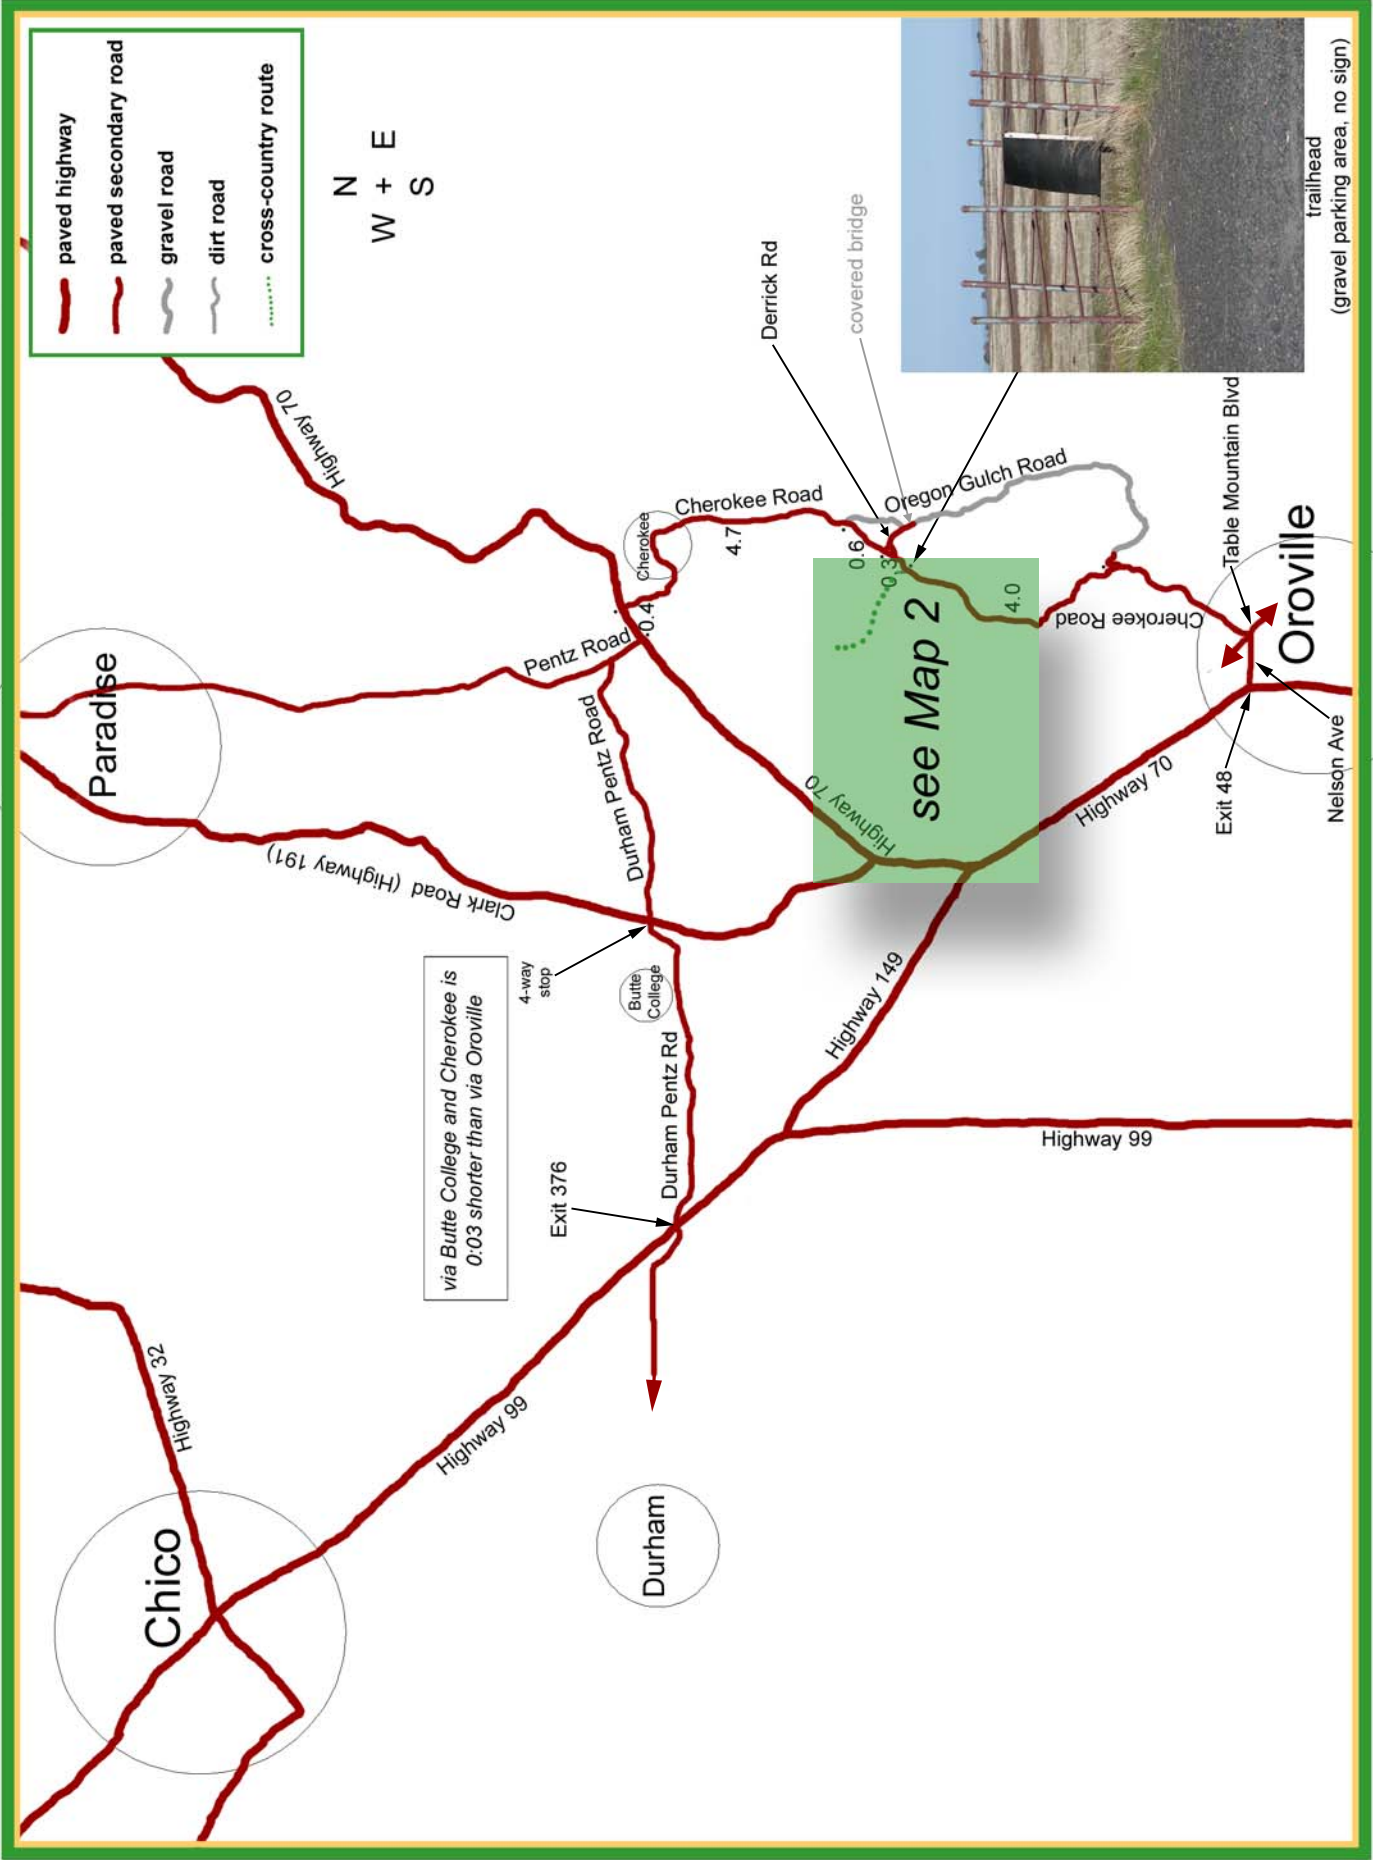 paved highway
paved secondary road
gravel road
dirt road
cross-country route
N
W + E
S
Chico
Highway 32
Paradise
Highway 70
Clark Road (Highway 191)
Pentz Road
Highway 99
via Butte College and Cherokee is
0:03 shorter than via Oroville
4-way
stop
Exit 376
Durham
Durham Pentz Rd
Butte
College
Durham Pentz Road
0.4
Cherokee
Cherokee Road
4.7
Derrick Rd
covered bridge
0.6
0.3
Oregon Gulch Road
Highway 70
see Map 2
4.0
Highway 149
Highway 99
Highway 70
Cherokee Road
Exit 48
Table Mountain Blvd
Oroville
Nelson Ave
trailhead
(gravel parking area, no sign)